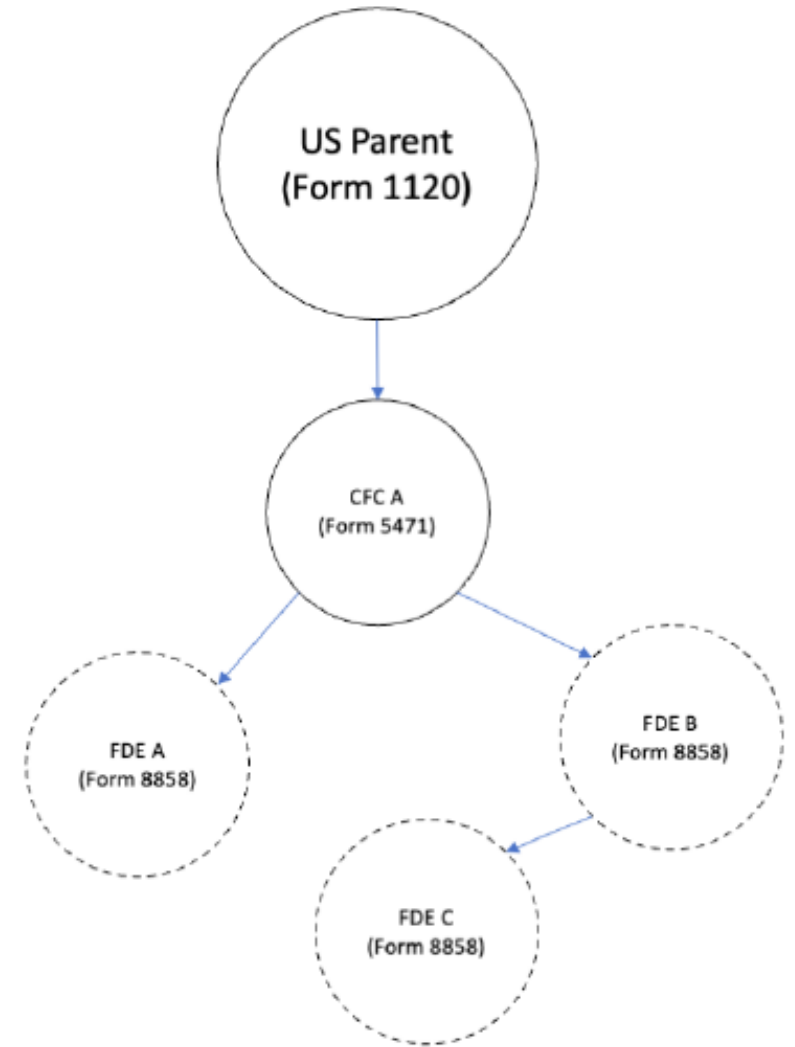 US Parent
(Form 1120)
CFC A
(Form 5471)
FDE A
(Form 8858)
FDE B
(Form 8858)
FDE C
(Form 8858)